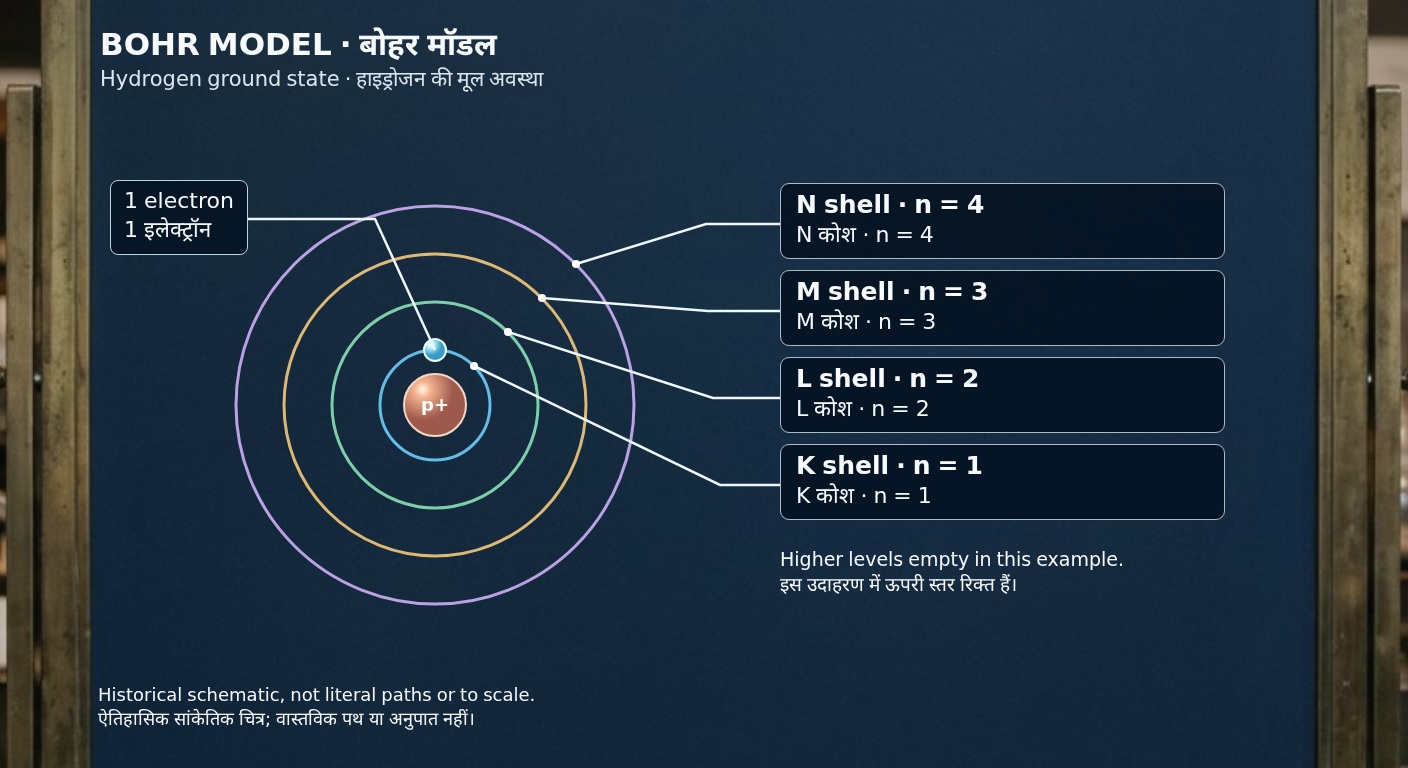 BOHR MODEL · बोहर मॉडल
Hydrogen ground state · हाइड्रोजन की मूल अवस्था
1 electron
1 इलेक्ट्रॉन
N shell · n = 4
N कोश · n = 4
M shell · n = 3
M कोश · n = 3
L shell · n = 2
L कोश · n = 2
K shell · n = 1
K कोश · n = 1
p+
Higher levels empty in this example.
इस उदाहरण में ऊपरी स्तर रिक्त हैं।
Historical schematic, not literal paths or to scale.
ऐतिहासिक सांकेतिक चित्र; वास्तविक पथ या अनुपात नहीं।